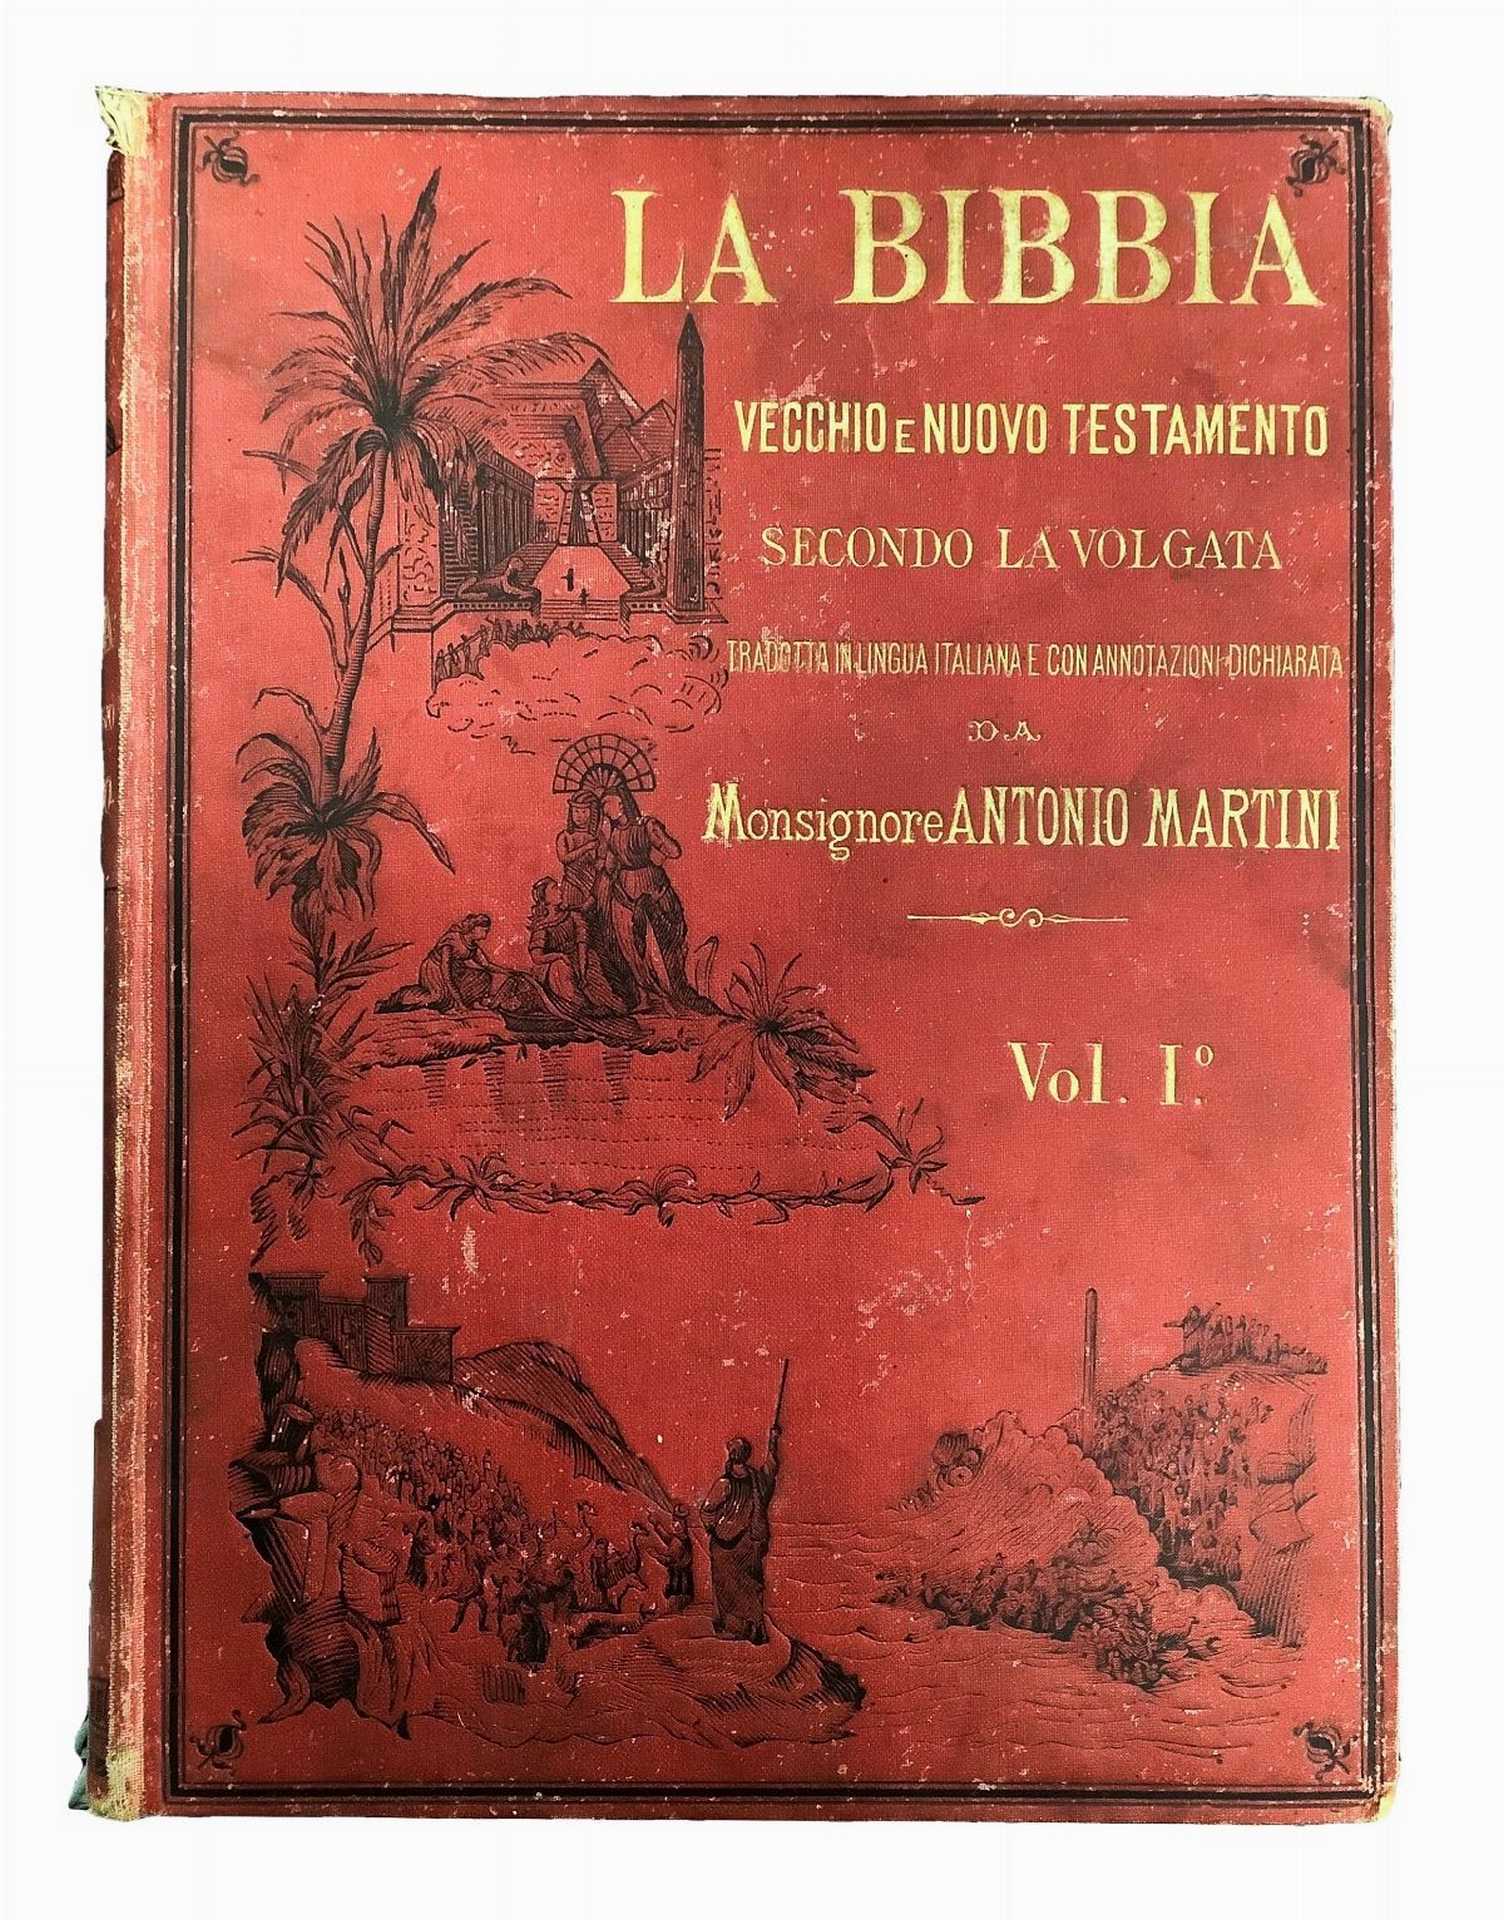 LA BIBBIA
VECCHIO E NUOVO TESTAMENTO
SECONDO LA VOLGATA
TRADOTTA IN LINGUA ITALIANA E CON ANNOTAZIONI DICHIARATA
DA
Monsignore ANTONIO MARTINI
Vol. I.º